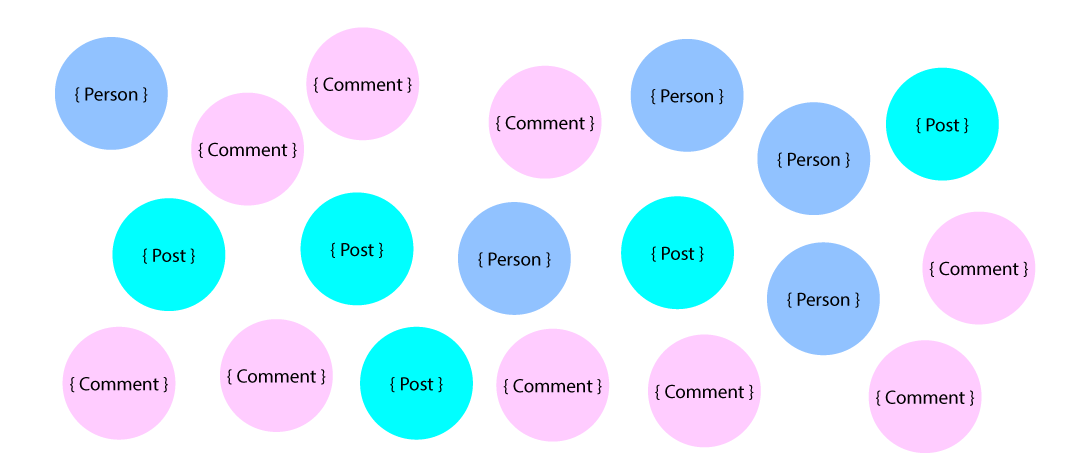 { Person }
{ Comment }
{ Comment }
{ Comment }
{ Person }
{ Person }
{ Post }
{ Post }
{ Post }
{ Person }
{ Post }
{ Person }
{ Comment }
{ Comment }
{ Comment }
{ Post }
{ Comment }
{ Comment }
{ Comment }